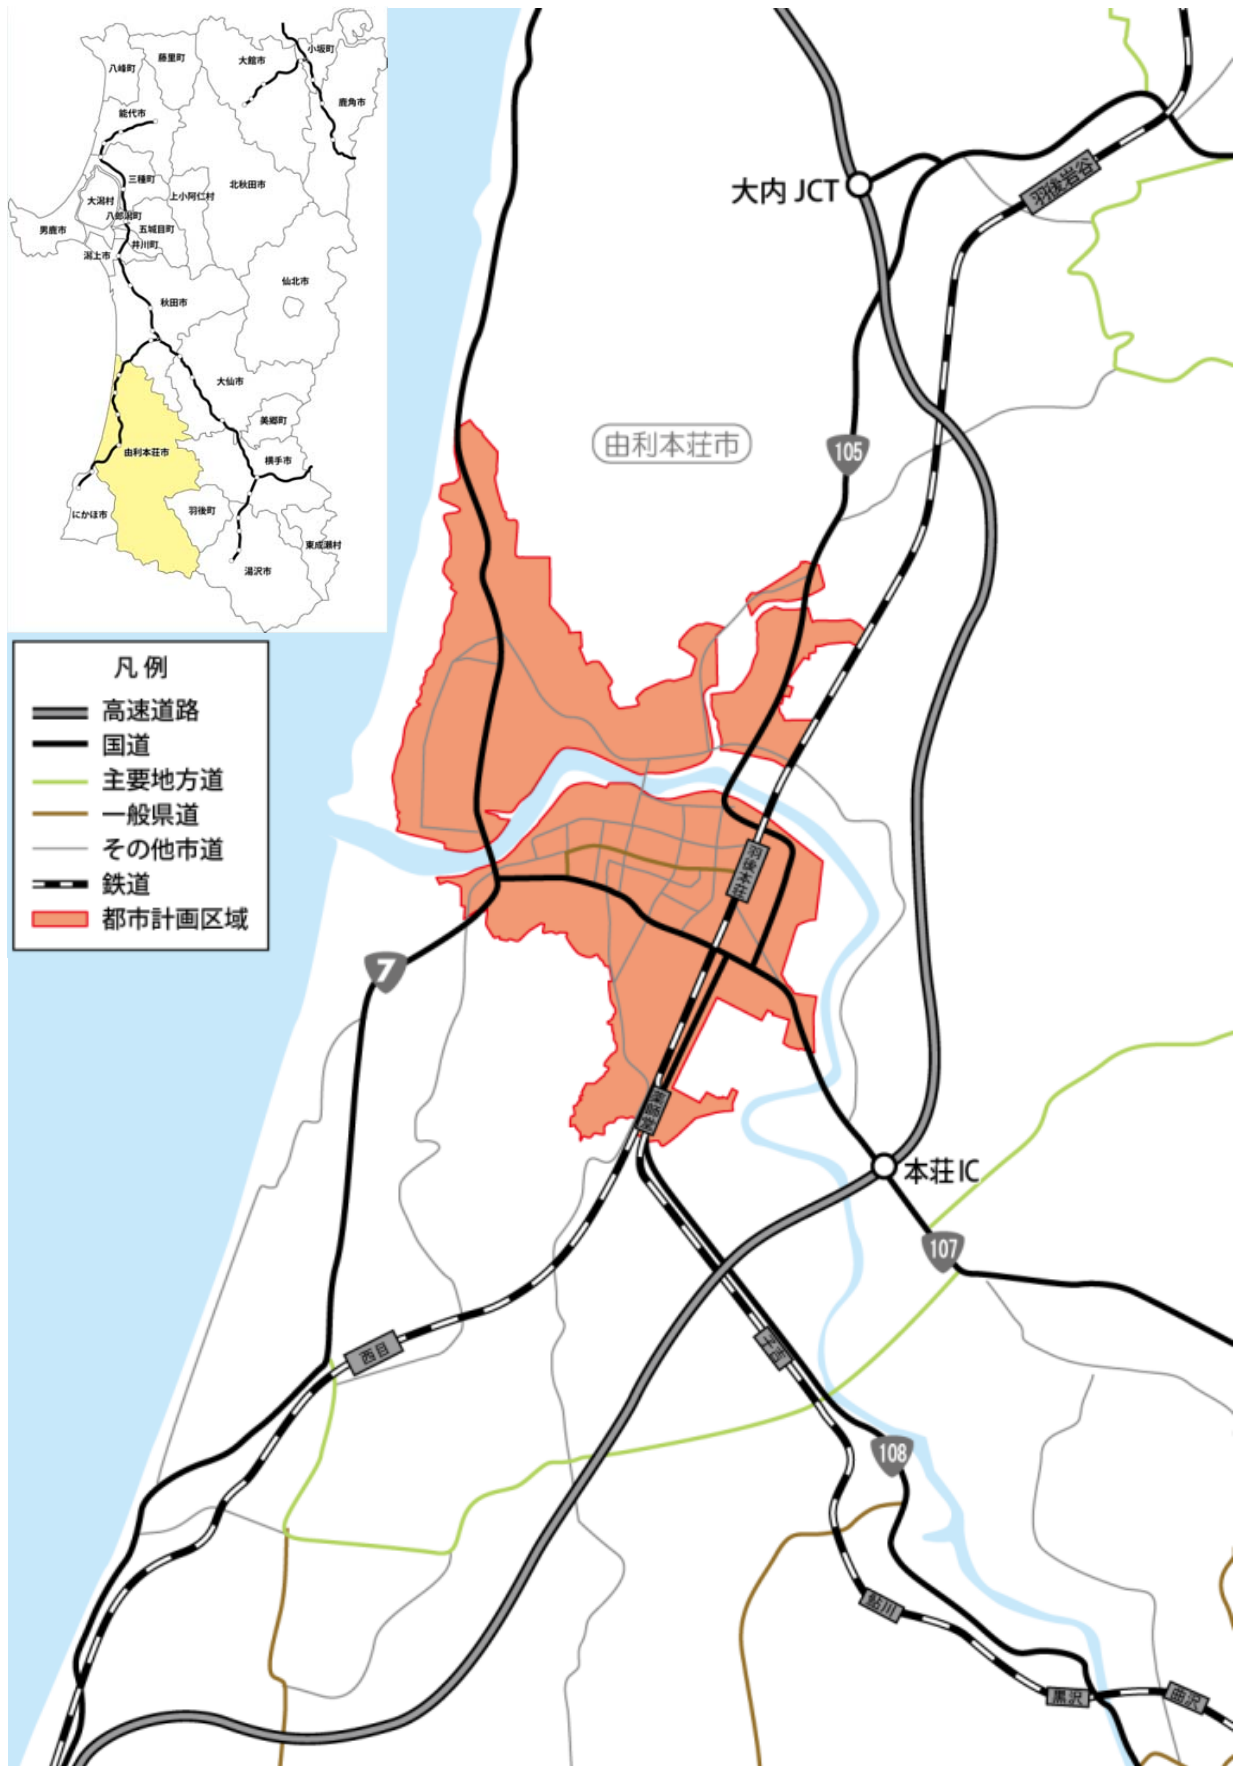 小坂町
藤里町
大館市
八峰町
鹿角市
能代市
三種町
北秋田市
上小阿仁村
大潟村
八郎潟町
男鹿市
五城目町
井川町
潟上市
仙北市
秋田市
大仙市
美郷町
由利本荘市
横手市
にかほ市
羽後町
東成瀬村
湯沢市
大内 JCT
羽後岩谷
由利本荘市
105
凡例
高速道路
国道
主要地方道
一般県道
その他市道
鉄道
都市計画区域
羽後本荘
7
薬師堂
本荘IC
107
西目
子吉
108
鮎川
黒沢
曲沢